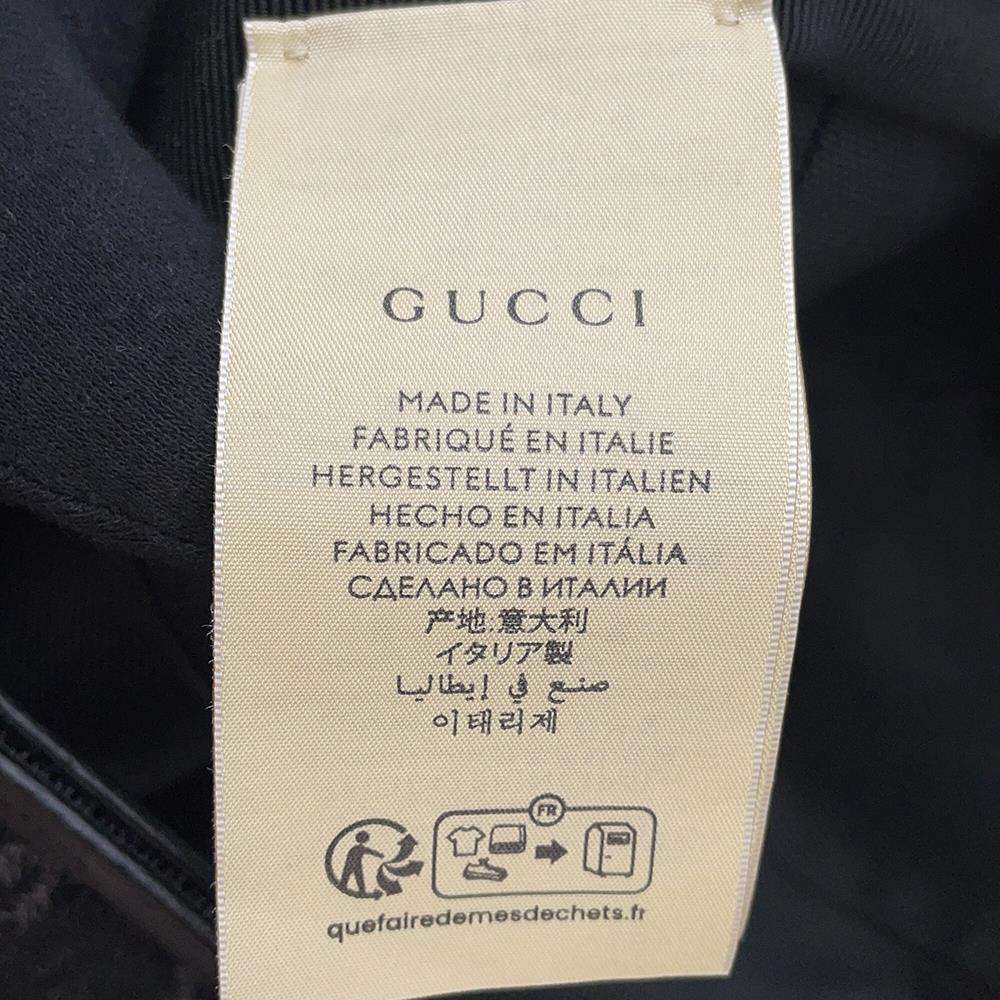 GUCCI
MADE IN ITALY
FABRIQUÉ EN ITALIE
HERGESTELLT IN ITALIEN
HECHO EN ITALIA
FABRICADO EM ITÁLIA
СДЕЛАНО В ИТАЛИИ
产地:意大利
イタリア製
صنع في إيطاليا
이태리제
FR
quefairedemesdechets.fr